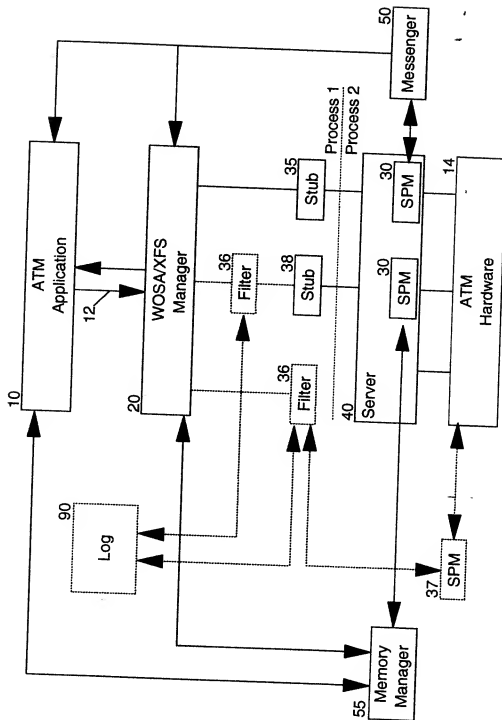 10
ATM
Application
12
20
WOSA/XFS
Manager
90
Log
36
Filter
36
Filter
38
Stub
35
Stub
Process 1
Process 2
40
Server
30
SPM
30
SPM
50
Messenger
14
ATM
Hardware
37
SPM
55
Memory
Manager